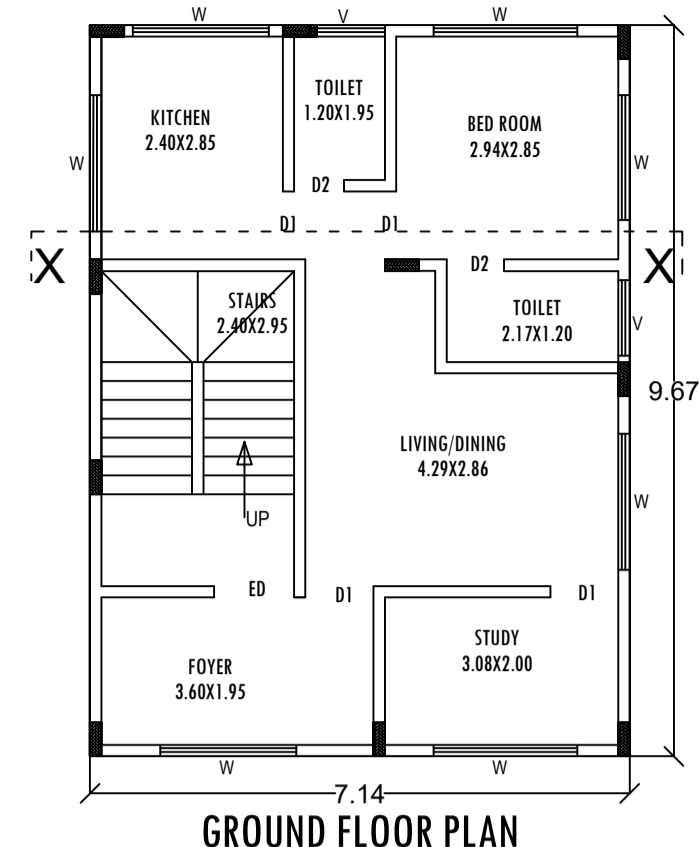 W
V
W
KITCHEN
2.40X2.85
TOILET
1.20X1.95
BED ROOM
2.94X2.85
W
W
D2
D1
D1
X
X
D2
STAIRS
2.40X2.95
TOILET
2.17X1.20
V
9.67
LIVING/DINING
4.29X2.86
W
UP
ED
D1
D1
FOYER
3.60X1.95
STUDY
3.08X2.00
W
W
7.14
GROUND FLOOR PLAN